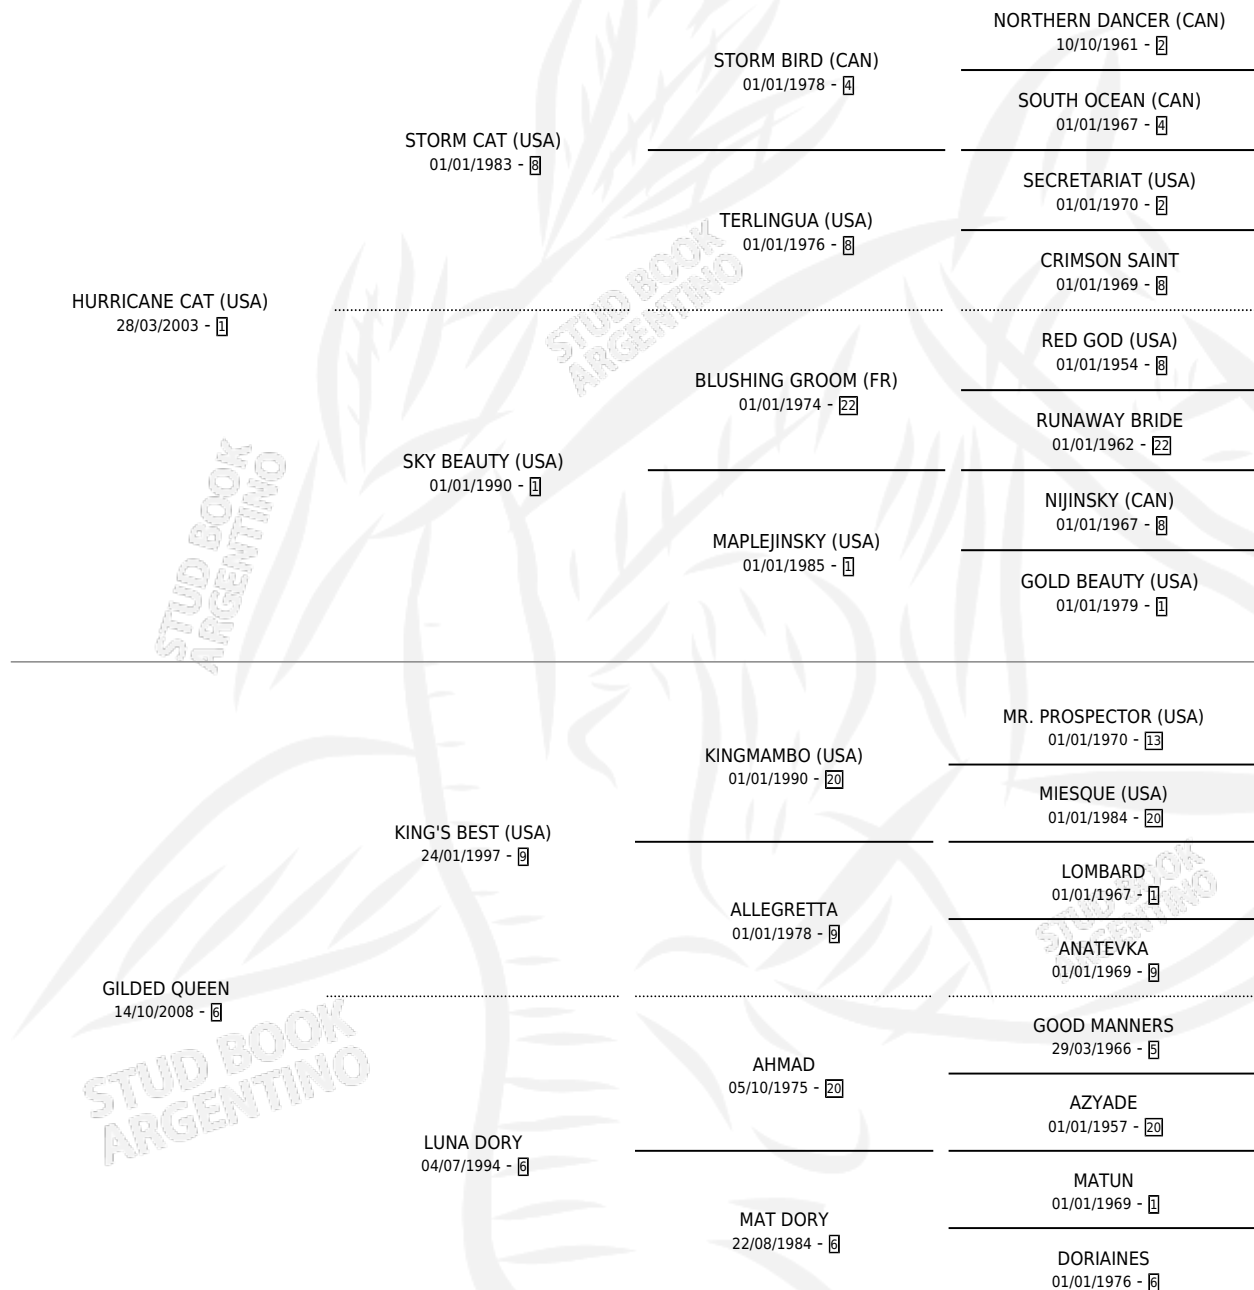 NORTHERN DANCER (CAN)
10/10/1961 - 2
STORM BIRD (CAN)
01/01/1978 - 4
SOUTH OCEAN (CAN)
01/01/1967 - 4
STORM CAT (USA)
01/01/1983 - 8
SECRETARIAT (USA)
01/01/1970 - 2
TERLINGUA (USA)
01/01/1976 - 8
CRIMSON SAINT
01/01/1969 - 8
HURRICANE CAT (USA)
28/03/2003 - 1
STUD BOOK
ARGENTINO
RED GOD (USA)
01/01/1954 - 8
BLUSHING GROOM (FR)
01/01/1974 - 22
RUNAWAY BRIDE
01/01/1962 - 22
SKY BEAUTY (USA)
01/01/1990 - 1
NIJINSKY (CAN)
01/01/1967 - 8
MAPLEJINSKY (USA)
01/01/1985 - 1
GOLD BEAUTY (USA)
01/01/1979 - 1
STUD BOOK
ARGENTINO
MR. PROSPECTOR (USA)
01/01/1970 - 13
KINGMAMBO (USA)
01/01/1990 - 20
MIESQUE (USA)
01/01/1984 - 20
KING'S BEST (USA)
24/01/1997 - 9
LOMBARD
01/01/1967 - 1
ALLEGRETTA
01/01/1978 - 9
STUD BOOK
ARGENTINO
ANATEVKA
01/01/1969 - 9
GILDED QUEEN
14/10/2008 - 6
GOOD MANNERS
29/03/1966 - 5
STUD BOOK
ARGENTINO
AHMAD
05/10/1975 - 20
AZYADE
01/01/1957 - 20
LUNA DORY
04/07/1994 - 6
MATUN
01/01/1969 - 1
MAT DORY
22/08/1984 - 6
DORIAINES
01/01/1976 - 6